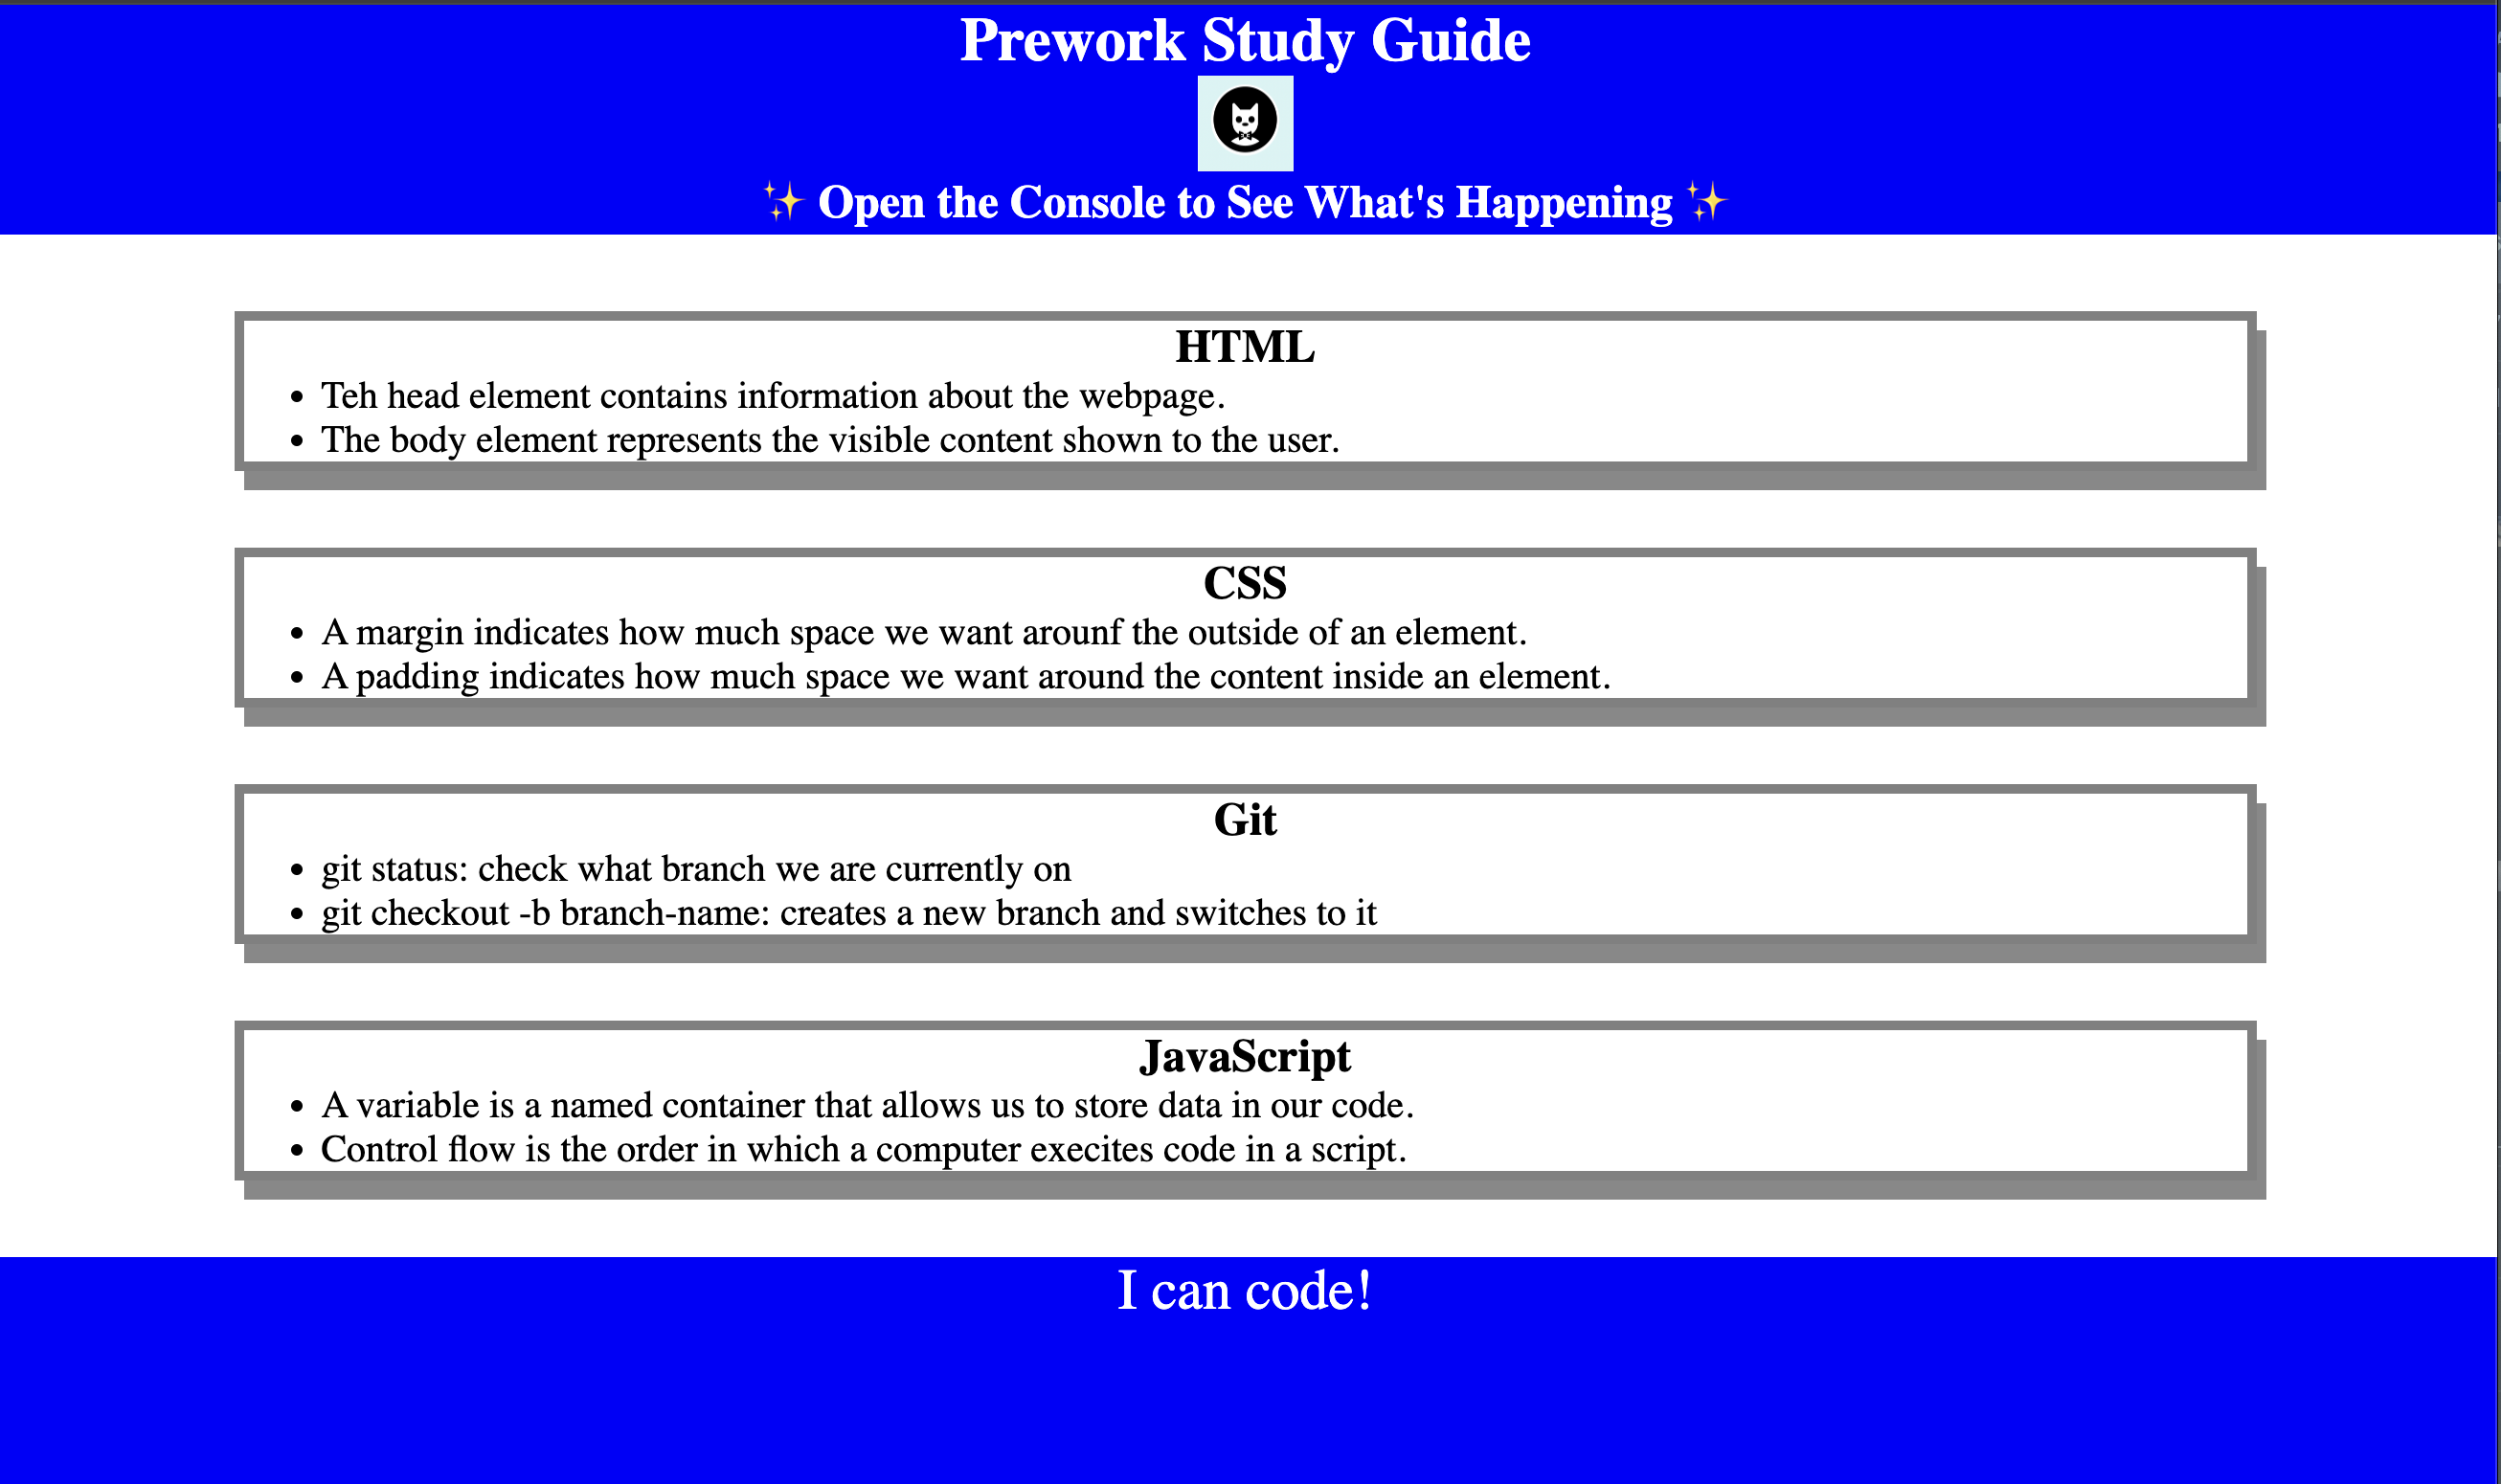 Prework Study Guide
✨ Open the Console to See What's Happening ✨
HTML
• Teh head element contains information about the webpage.
• The body element represents the visible content shown to the user.
CSS
• A margin indicates how much space we want arounf the outside of an element.
• A padding indicates how much space we want around the content inside an element.
Git
• git status: check what branch we are currently on
• git checkout -b branch-name: creates a new branch and switches to it
JavaScript
• A variable is a named container that allows us to store data in our code.
• Control flow is the order in which a computer execites code in a script.
I can code!